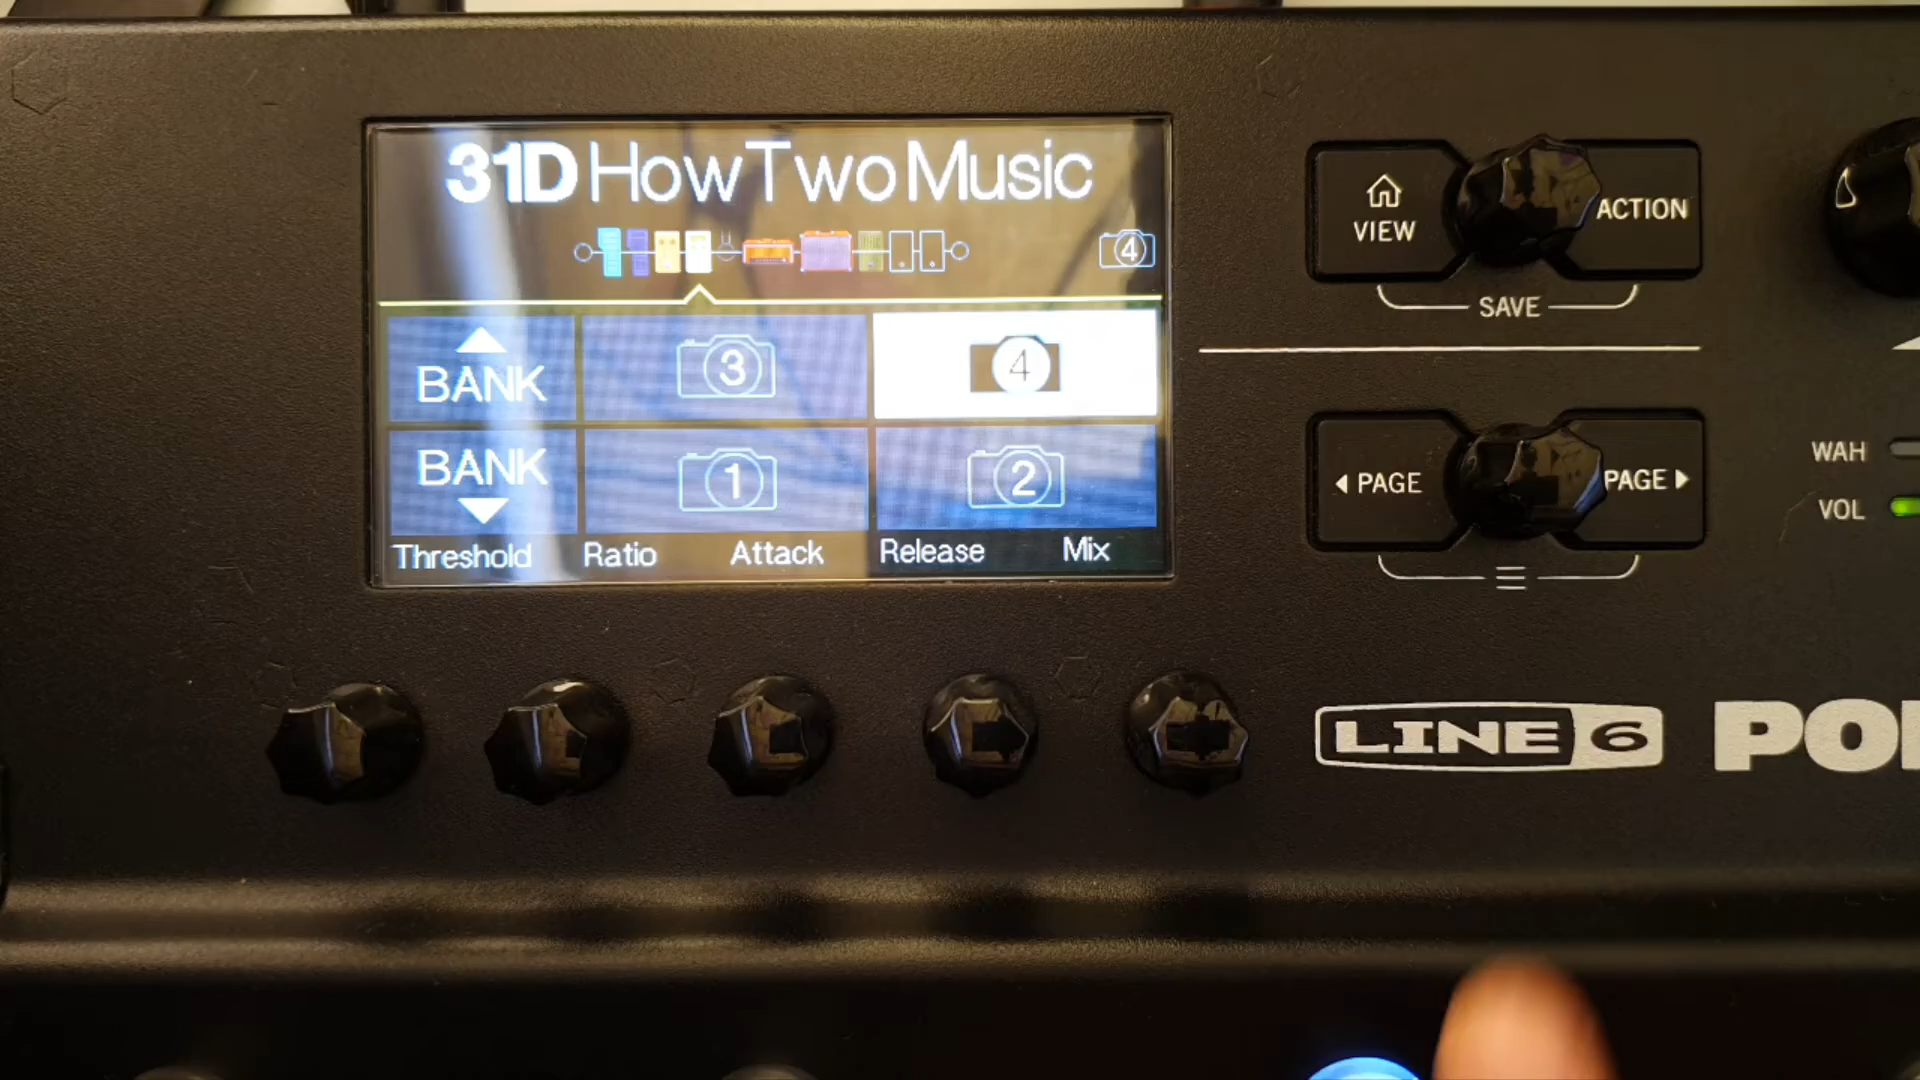 31D HowTwoMusic
4
BANK
3
4
BANK
1
2
Threshold Ratio Attack Release Mix
VIEW
ACTION
SAVE
PAGE
PAGE
WAH
VOL
LINE 6